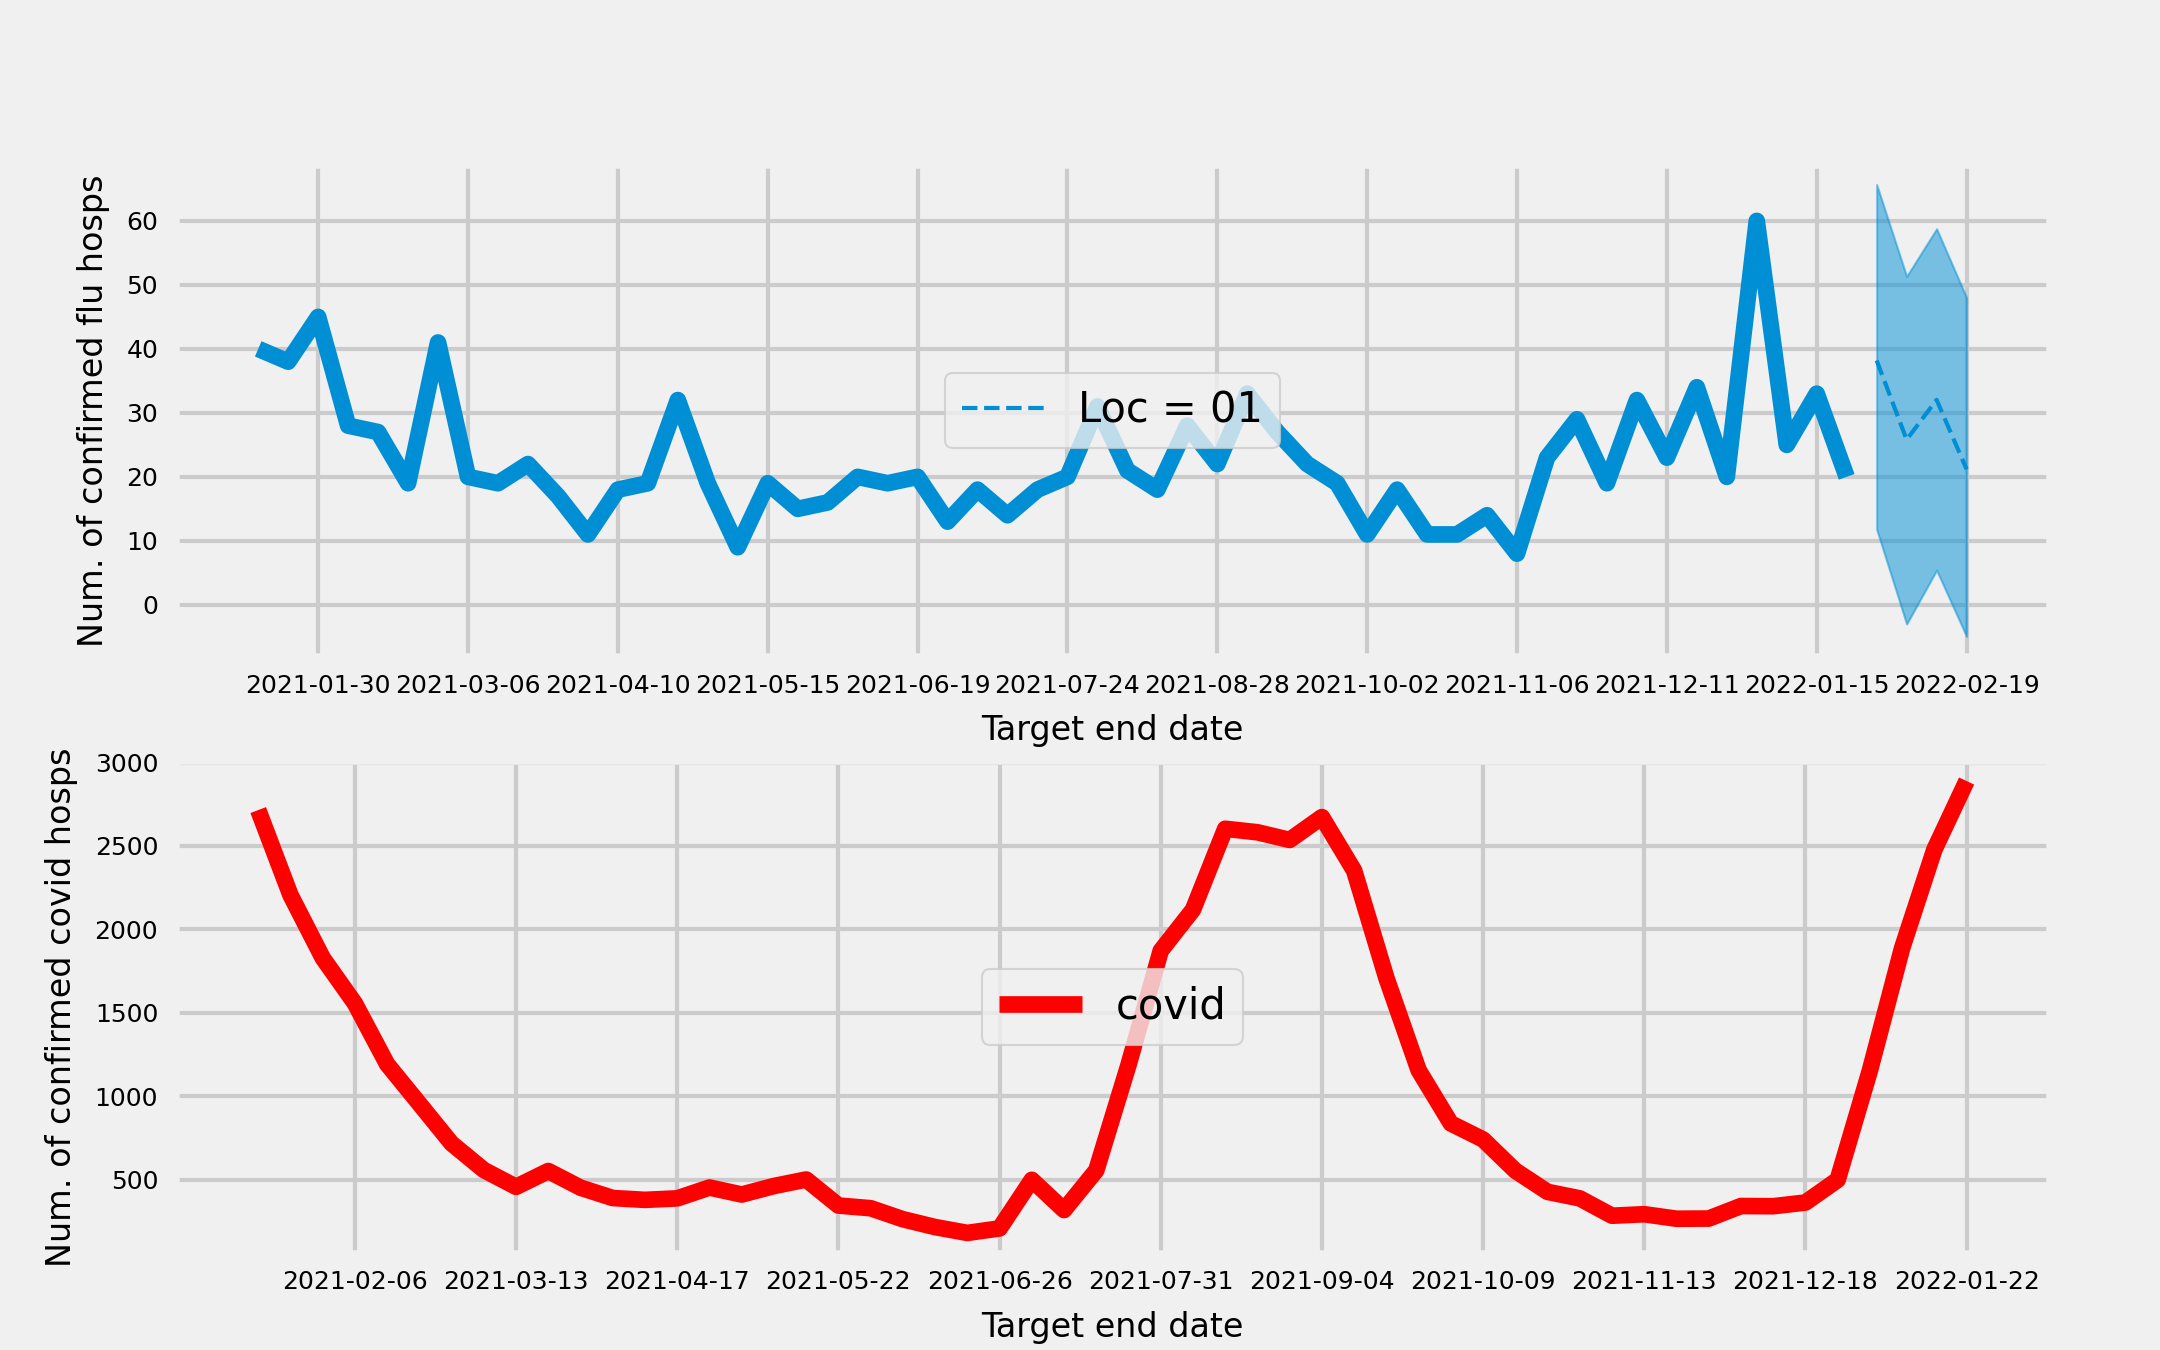 Num. of confirmed flu hosps
60
50
40
30
20
10
0
Loc = 01
2021-01-30 2021-03-06 2021-04-10 2021-05-15 2021-06-19 2021-07-24 2021-08-28 2021-10-02 2021-11-06 2021-12-11 2022-01-15 2022-02-19
Target end date
Num. of confirmed covid hosps
3000
2500
2000
1500
1000
500
covid
2021-02-06 2021-03-13 2021-04-17 2021-05-22 2021-06-26 2021-07-31 2021-09-04 2021-10-09 2021-11-13 2021-12-18 2022-01-22
Target end date